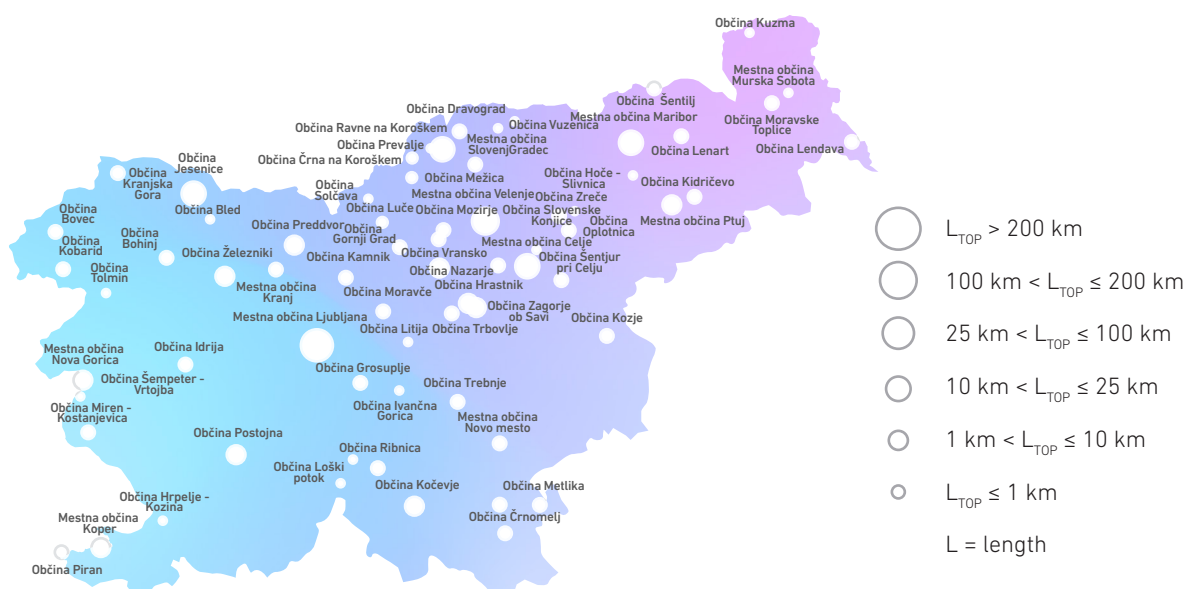 Občina Kuzma
Mestna občina
Murska Sobota
Občina Šentilj
Občina Moravske
Toplice
Občina Dravograd
Občina Vuzenica
Mestna občina Maribor
Občina Ravne na Koroškem
Mestna občina
SlovenjGradec
Občina Prevalje
Občina Lenart
Občina Lendava
Občina Črna na Koroškem
Občina
Jesenice
Občina
Kranjska
Gora
Občina Mežica
Občina Hoče -
Slivnica
Občina Kidričevo
Občina
Solčava
Mestna občina Velenje
Občina Zreče
Občina
Bovec
Občina Bled
Občina Luče
Občina Mozirje
Občina Slovenske
Konjice
Občina
Oplotnica
Mestna občina Ptuj
Občina Preddvor
Občina
Gornji Grad
Občina
Kobarid
Občina
Bohinj
Občina Železniki
Občina Kamnik
Občina Vransko
Mestna občina Celje
Občina Šentjur
pri Celju
Občina
Tolmin
Občina Nazarje
Mestna občina
Kranj
Občina Moravče
Občina Hrastnik
Občina Zagorje
ob Savi
Mestna občina Ljubljana
Občina Litija
Občina Trbovlje
Občina Kozje
Mestna občina
Nova Gorica
Občina Idrija
Občina Šempeter -
Vrtojba
Občina Grosuplje
Občina Trebnje
Občina Miren -
Kostanjevica
Občina Ivančna
Gorica
Mestna občina
Novo mesto
Občina Postojna
Občina Ribnica
Občina Loški
potok
Občina Kočevje
Občina Metlika
Občina Hrpelje -
Kozina
Občina Črnomelj
Mestna občina
Koper
Občina Piran
L TOP > 200 km
100 km < L TOP ≤ 200 km
25 km < L TOP ≤ 100 km
10 km < L TOP ≤ 25 km
1 km < L TOP ≤ 10 km
L TOP ≤ 1 km
L = length